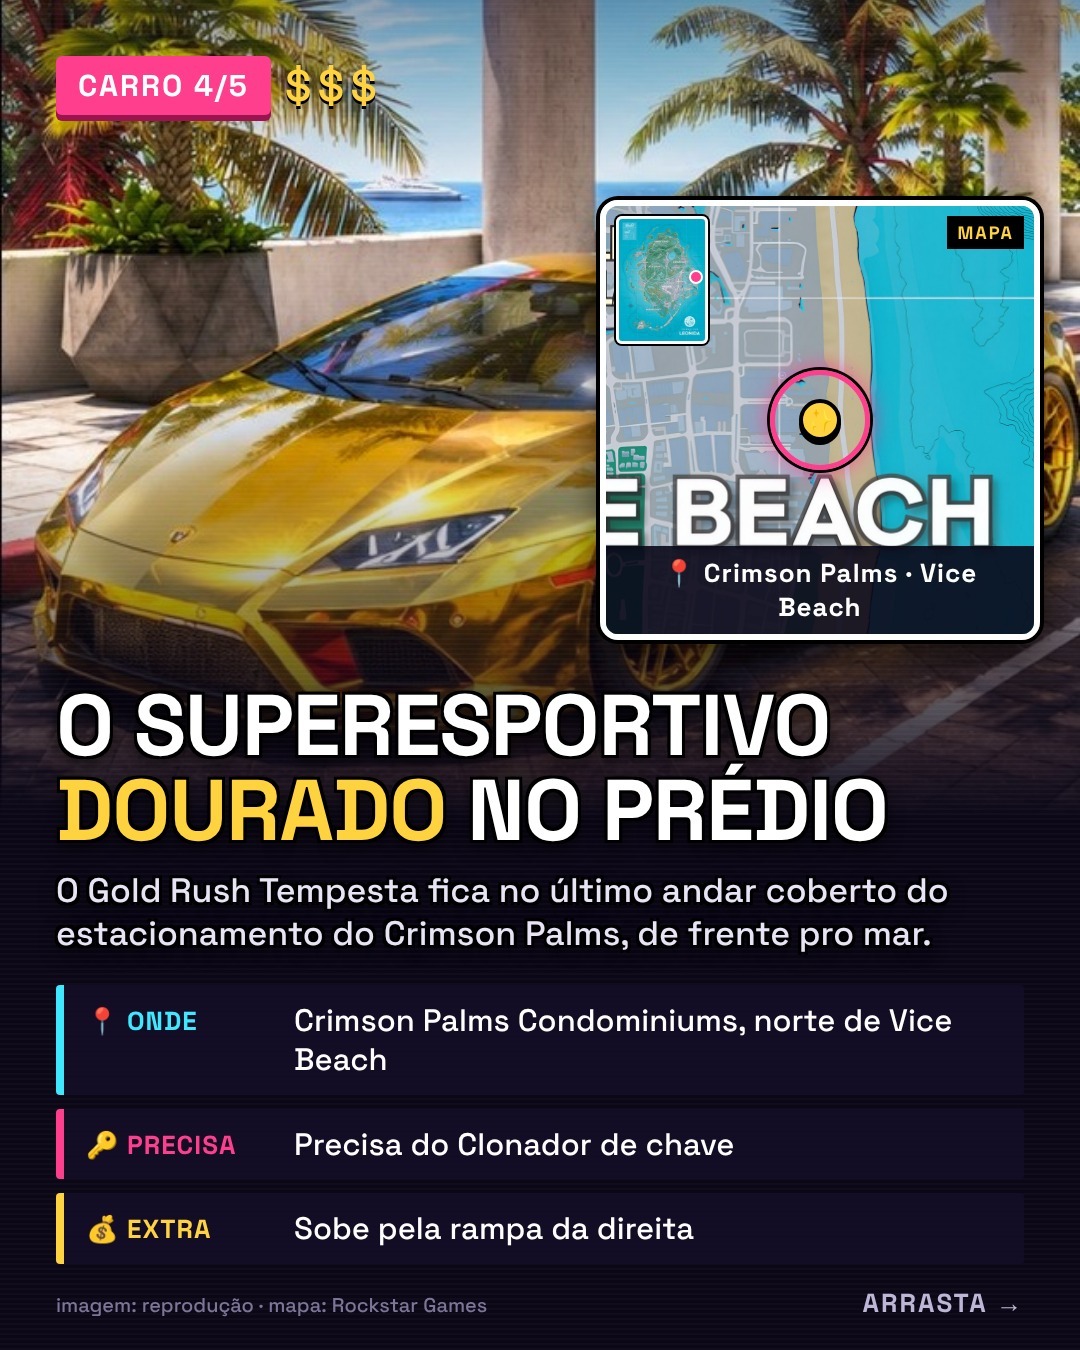 CARRO 4/5 $$$
MAPA
LEONIDA
E BEACH
📍 Crimson Palms · Vice
Beach
O SUPERESPORTIVO
DOURADO NO PRÉDIO
O Gold Rush Tempesta fica no último andar coberto do
estacionamento do Crimson Palms, de frente pro mar.
📍 ONDE
Crimson Palms Condominiums, norte de Vice
Beach
🔑 PRECISA
Precisa do Clonador de chave
💰 EXTRA
Sobe pela rampa da direita
imagem: reprodução · mapa: Rockstar Games
ARRASTA →